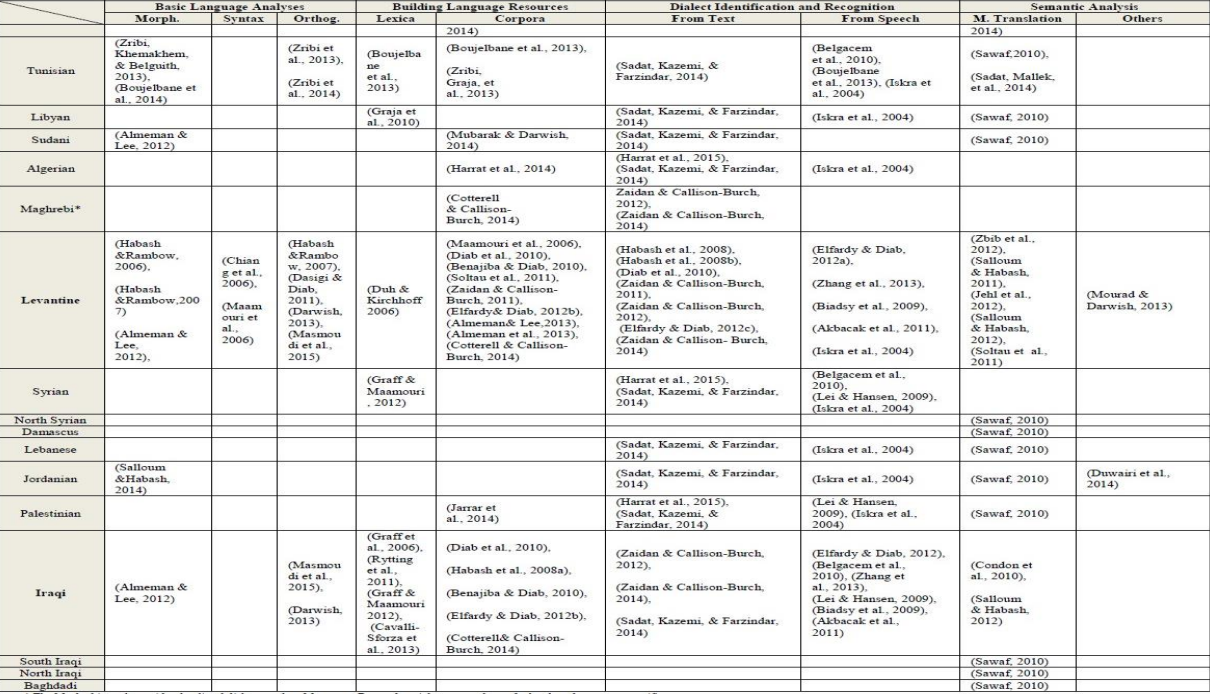 Basic Language Analyses
Building Language Resources
Dialect Identification and Recognition
Semantic Analysis
Morph.
Syntax
Orthog.
Lexica
Corpora
From Text
From Speech
M. Translation
Others
2014)
2014)
Tunisian
(Zribi,
Khemakhem,
& Belguith,
2013),
(Boujelbane et
al., 2014)
(Zribi et
al., 2013),
(Zribi et
al., 2014)
(Boujelba
ne
et al.,
2013)
(Boujelbane et al., 2013),
(Zribi,
Graja, et
al., 2013)
(Sadat, Kazemi, &
Farzindar, 2014)
(Belgacem
et al., 2010),
(Boujelbane
et al., 2013), (Iskra et
al., 2004)
(Sawaf,2010),
(Sadat, Mallek,
et al., 2014)
Libyan
(Graja et
al., 2010)
(Sadat, Kazemi, & Farzindar,
2014)
(Iskra et al., 2004)
(Sawaf, 2010)
Sudani
(Almeman &
Lee, 2012)
(Mubarak & Darwish,
2014)
(Sadat, Kazemi, & Farzindar,
2014)
(Sawaf, 2010)
Algerian
(Harrat et al., 2014)
(Harrat et al., 2015),
(Sadat, Kazemi, & Farzindar,
2014)
(Iskra et al., 2004)
Maghrebi*
(Cotterell
& Callison-
Burch, 2014)
Zaidan & Callison-Burch,
2012),
(Zaidan & Callison-Burch,
2014)
Levantine
(Habash
&Rambow,
2006),
(Habash
&Rambow,200
7)
(Almeman &
Lee,
2012),
(Chian
g et al.,
2006),
(Maam
ouri et
al.,
2006)
(Habash
&Rambo
w, 2007),
(Dasigi &
Diab,
2011),
(Darwish,
2013),
(Masmou
di et al.,
2015)
(Duh &
Kirchhoff
2006)
(Maamouri et al., 2006),
(Diab et al., 2010),
(Benajiba & Diab, 2010),
(Soltau et al., 2011),
(Zaidan & Callison-
Burch, 2011),
(Elfardy& Diab, 2012b),
(Almeman& Lee,2013),
(Almeman et al., 2013),
(Cotterell & Callison-
Burch, 2014)
(Habash et al., 2008),
(Habash et al., 2008b),
(Diab et al., 2010),
(Zaidan & Callison-Burch,
2011),
(Zaidan & Callison-Burch,
2012),
(Elfardy & Diab, 2012c),
(Zaidan & Callison- Burch,
2014)
(Elfardy & Diab,
2012a),
(Zhang et al., 2013),
(Biadsy et al., 2009),
(Akbacak et al., 2011),
(Iskra et al., 2004)
(Zbib et al.,
2012),
(Salloum
& Habash,
2011),
(Jehl et al.,
2012),
(Salloum
& Habash,
2012),
(Soltau et al.,
2011)
(Mourad &
Darwish, 2013)
Syrian
(Graff &
Maamouri
, 2012)
(Harrat et al., 2015),
(Sadat, Kazemi, & Farzindar,
2014)
(Belgacem et al.,
2010),
(Lei & Hansen, 2009),
(Iskra et al., 2004)
North Syrian
(Sawaf, 2010)
Damascus
(Sawaf, 2010)
Lebanese
(Sadat, Kazemi, & Farzindar,
2014)
(Iskra et al., 2004)
(Sawaf, 2010)
Jordanian
(Salloum
&Habash,
2014)
(Sadat, Kazemi, & Farzindar,
2014)
(Iskra et al., 2004)
(Sawaf, 2010)
(Duwairi et al.,
2014)
Palestinian
(Jarrar et
al., 2014)
(Harrat et al., 2015),
(Sadat, Kazemi, &
Farzindar, 2014)
(Lei & Hansen,
2009), (Iskra et al.,
2004)
(Sawaf, 2010)
Iraqi
(Almeman &
Lee, 2012)
(Masmou
di et al.,
2015),
(Darwish,
2013)
(Graff et
al., 2006),
(Rytting
et al.,
2011),
(Graff &
Maamouri
2012),
(Cavalli-
Sforza et
al., 2013)
(Diab et al., 2010),
(Habash et al., 2008a),
(Benajiba & Diab, 2010),
(Elfardy & Diab, 2012b),
(Cotterell& Callison-
Burch, 2014)
(Zaidan & Callison-Burch,
2012),
(Zaidan & Callison-Burch,
2014),
(Sadat, Kazemi, & Farzindar,
2014)
(Elfardy & Diab, 2012),
(Belgacem et al.,
2010), (Zhang et
al., 2013),
(Lei & Hansen, 2009),
(Biadsy et al., 2009),
(Akbacak et al.,
2011)
(Condon et
al., 2010),
(Salloum
& Habash,
2012)
South Iraqi
(Sawaf, 2010)
North Iraqi
(Sawaf, 2010)
Baghdadi
(Sawaf, 2010)